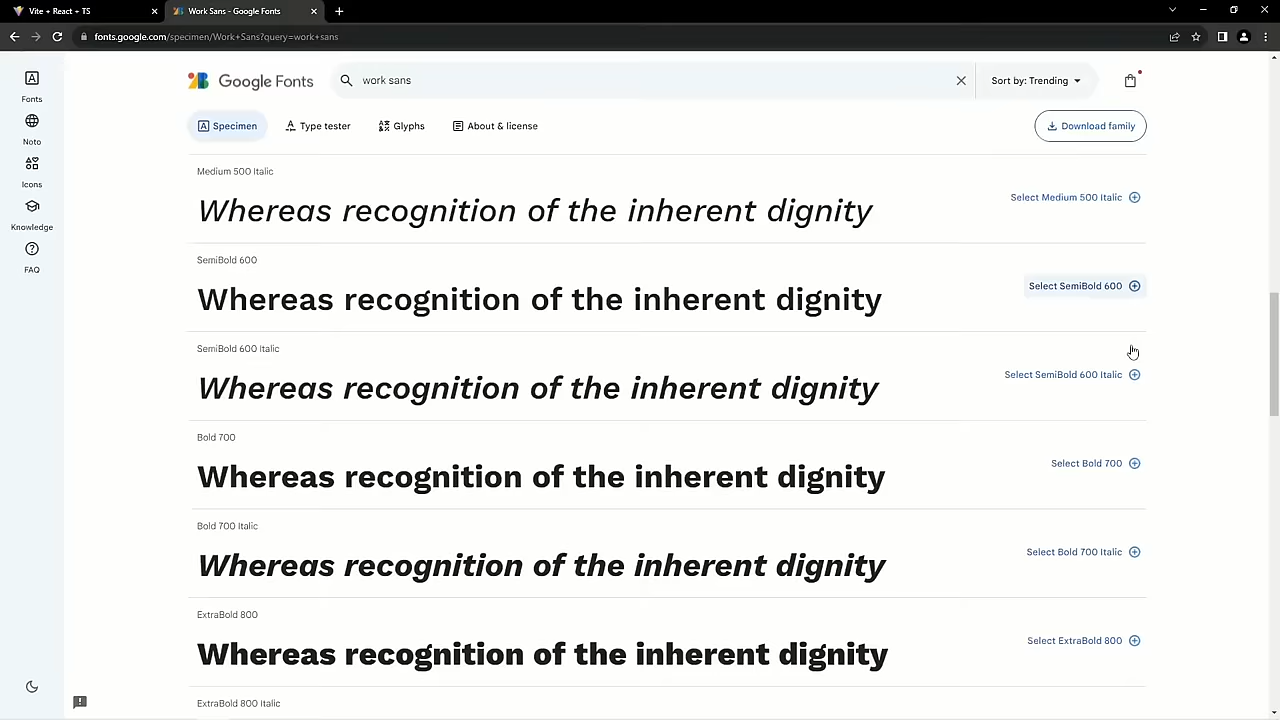 Vite + React + TS
Work Sans - Google Fonts
fonts.google.com/specimen/Work+Sans?query=work+sans
Google Fonts
work sans
Sort by: Trending
Fonts
Noto
Icons
Knowledge
FAQ
Specimen
Type tester
Glyphs
About & license
Download family
Medium 500 Italic
Whereas recognition of the inherent dignity
Select Medium 500 Italic
SemiBold 600
Whereas recognition of the inherent dignity
Select SemiBold 600
SemiBold 600 Italic
Whereas recognition of the inherent dignity
Select SemiBold 600 Italic
Bold 700
Whereas recognition of the inherent dignity
Select Bold 700
Bold 700 Italic
Whereas recognition of the inherent dignity
Select Bold 700 Italic
ExtraBold 800
Whereas recognition of the inherent dignity
Select ExtraBold 800
ExtraBold 800 Italic